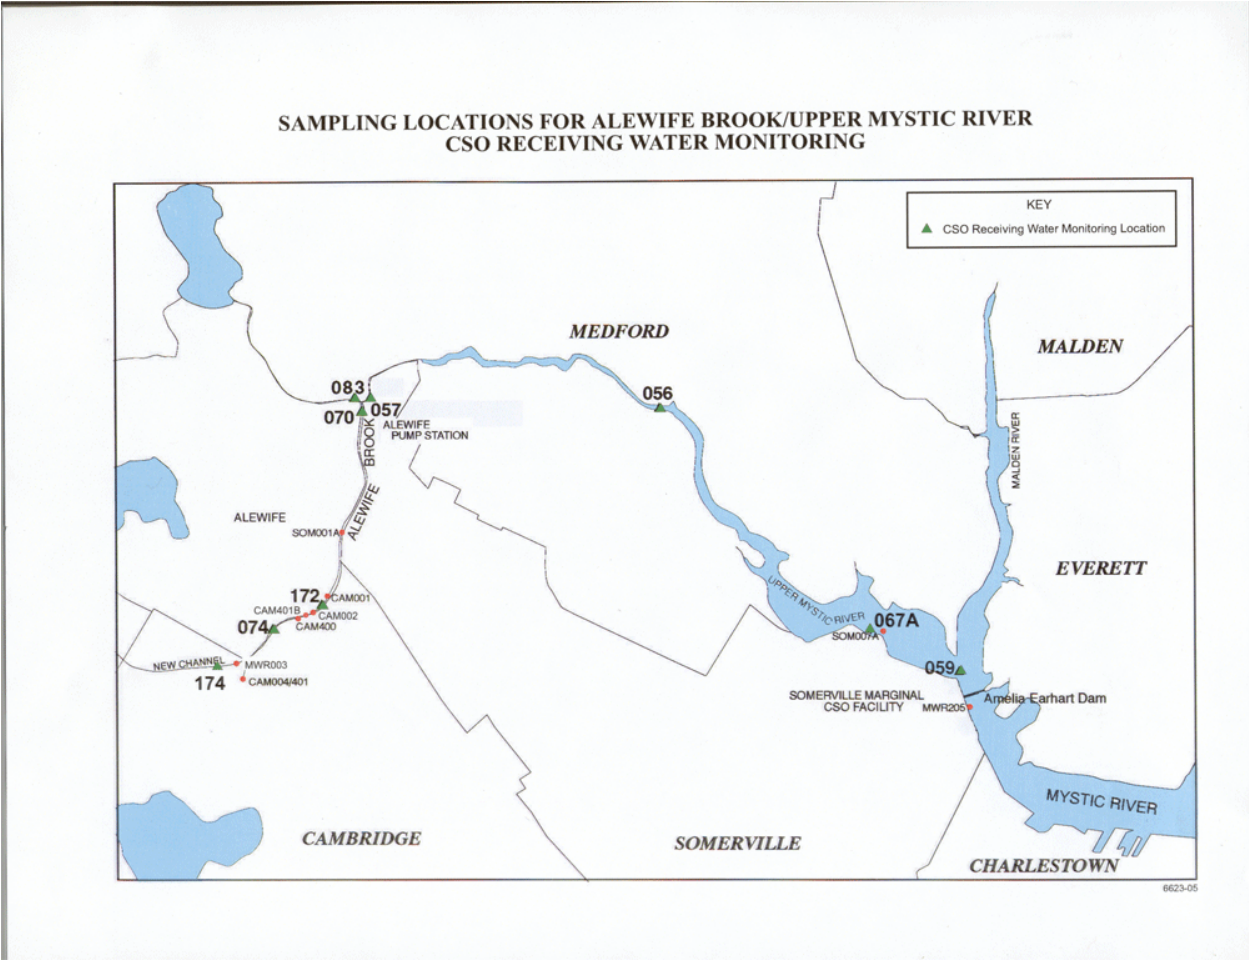 SAMPLING LOCATIONS FOR ALEWIFE BROOK/UPPER MYSTIC RIVER
CSO RECEIVING WATER MONITORING
KEY
CSO Receiving Water Monitoring Location
MEDFORD
MALDEN
083
057
070
056
ALEWIFE
PUMP STATION
BROOK
ALEWIFE
MALDEN RIVER
ALEWIFE
SOM001A
EVERETT
172
CAM001
CAM401B
CAM002
CAM400
074
UPPER MYSTIC RIVER
067A
SOM007A
NEW CHANNEL
MWR003
174
CAM004/401
059
SOMERVILLE MARGINAL
CSO FACILITY
MWR205
Amelia Earhart Dam
MYSTIC RIVER
CAMBRIDGE
SOMERVILLE
CHARLESTOWN
6623-05